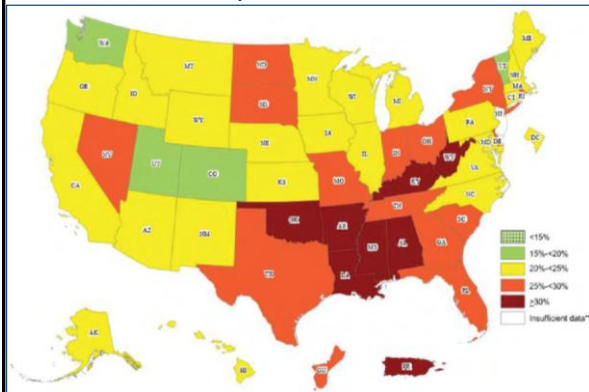 WA
MT
ND
MN
ME
VT
NH
OR
ID
SD
WI
MI
NY
MA
CT
RI
WY
IA
PA
NJ
NE
DC
NV
UT
CO
IL
IN
OH
MD
DE
CA
KS
MO
WV
VA
KY
NC
AZ
NM
OK
AR
TN
SC
MS
AL
GA
TX
LA
FL
<15%
15%-<20%
20%-<25%
25%-<30%
≥30%
Insufficient data**
AK
HI
GU
PR